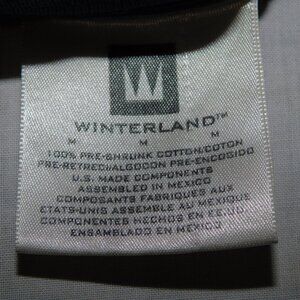 W
WINTERLAND™
M M M
100% PRE-SHRUNK COTTON/COTON
PRE-RETRECI/ALGODON PRE-ENCOGIDO
U.S. MADE COMPONENTS
ASSEMBLED IN MEXICO
COMPOSANTS FABRIQUES AUX
ETATS-UNIS ASSEMBLE AU MEXIQUE
COMPONENTES HECHOS EN EE.UU.
ENSAMBLADO EN MEXICO